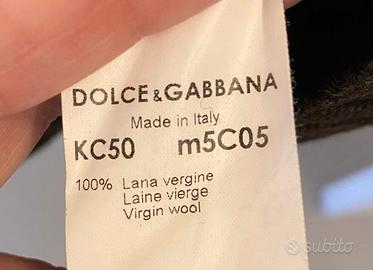 DOLCE & GABBANA
Made in Italy
KC50 m5C05
100% Lana vergine
Laine vierge
Virgin wool
subito